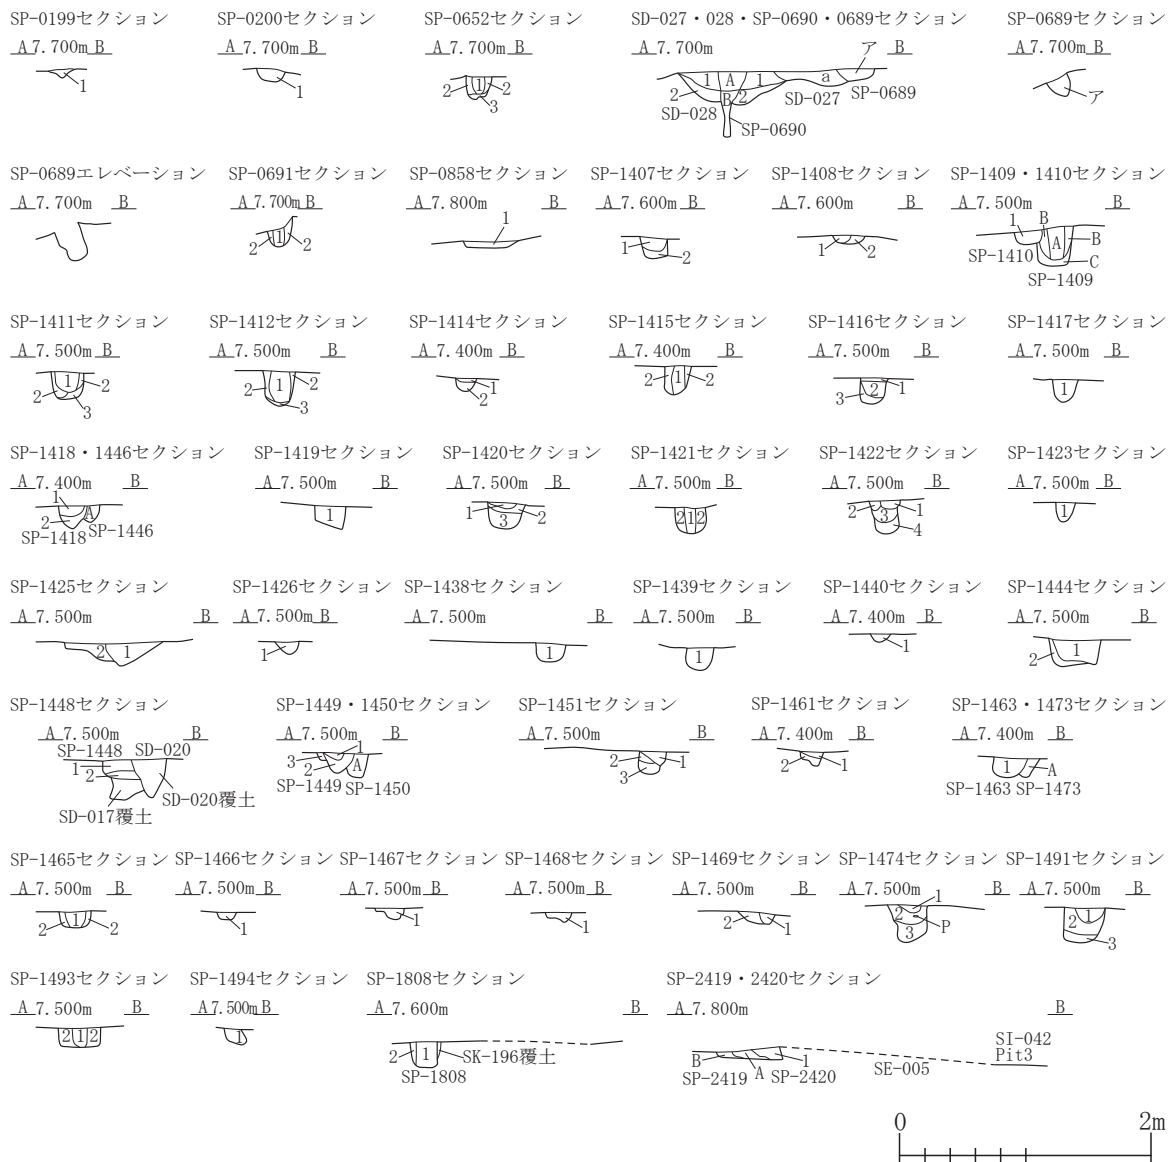 SP-0199セクション SP-0200セクション SP-0652セクション SD-027・028・SP-0690・0689セクション SP-0689セクション
A 7.700m B A 7.700m B A 7.700m B A 7.700m ア B A 7.700m B
1 1 2 1 2 3 1 A 1 a 2 B 2 SD-028 SD-027 SP-0689 SP-0690 ア
SP-0689エレベーション SP-0691セクション SP-0858セクション SP-1407セクション SP-1408セクション SP-1409・1410セクション
A 7.700m B A 7.700m B A 7.800m B A 7.600m B A 7.600m B A 7.500m B
2 1 2 1 1 2 1 2 1 B A B C SP-1410 SP-1409
SP-1411セクション SP-1412セクション SP-1414セクション SP-1415セクション SP-1416セクション SP-1417セクション
A 7.500m B A 7.500m B A 7.400m B A 7.400m B A 7.500m B A 7.500m B
2 1 2 3 2 1 2 3 1 2 2 1 2 3 2 1 1
SP-1418・1446セクション SP-1419セクション SP-1420セクション SP-1421セクション SP-1422セクション SP-1423セクション
A 7.400m B A 7.500m B A 7.500m B A 7.500m B A 7.500m B A 7.500m B
1 2 A SP-1418 SP-1446 1 1 3 2 2 1 2 2 3 1 4 1
SP-1425セクション SP-1426セクション SP-1438セクション SP-1439セクション SP-1440セクション SP-1444セクション
A 7.500m B A 7.500m B A 7.500m B A 7.500m B A 7.400m B A 7.500m B
2 1 1 1 1 1 2 1
SP-1448セクション SP-1449・1450セクション SP-1451セクション SP-1461セクション SP-1463・1473セクション
A 7.500m B A 7.500m B A 7.500m B A 7.400m B A 7.400m B
SP-1448 SD-020 1 2 SD-020覆土 SD-017覆土 3 2 1 A SP-1449 SP-1450 2 3 1 2 1 1 A SP-1463 SP-1473
SP-1465セクション SP-1466セクション SP-1467セクション SP-1468セクション SP-1469セクション SP-1474セクション SP-1491セクション
A 7.500m B A 7.500m B A 7.500m B A 7.500m B A 7.500m B A 7.500m B A 7.500m B
2 1 2 1 1 1 2 1 2 1 P 3 2 1 3
SP-1493セクション SP-1494セクション SP-1808セクション SP-2419・2420セクション
A 7.500m B A 7.500m B A 7.600m B A 7.800m B
2 1 2 1 2 1 SK-196覆土 SP-1808 B SP-2419 A SP-2420 1 SE-005 SI-042 Pit3
0 2m